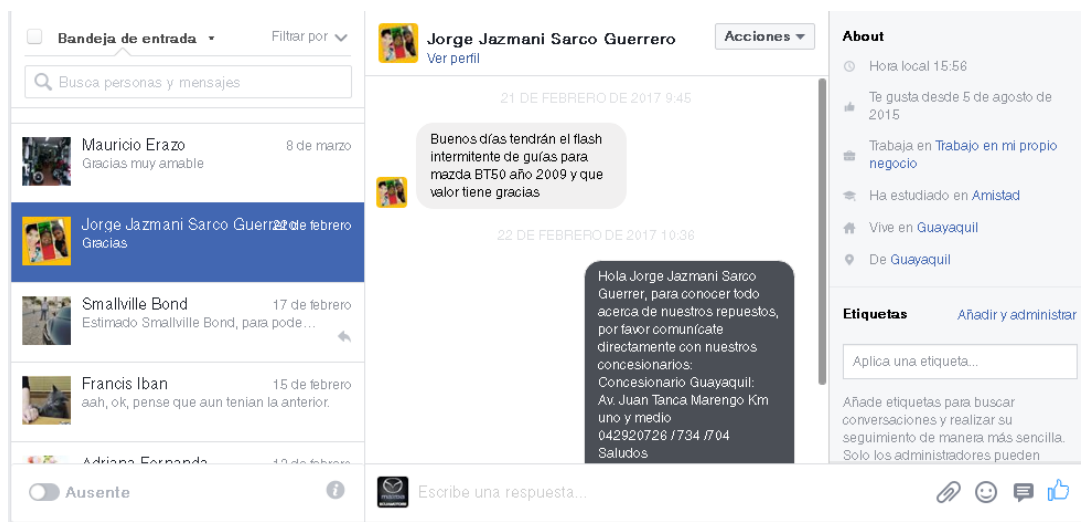 Bandeja de entrada
Filtrar por
Busca personas y mensajes
Mauricio Erazo
8 de marzo
Gracias muy amable
Jorge Jazmani Sarco Guerrero
22 de febrero
Gracias
Smallville Bond
17 de febrero
Estimado Smallville Bond, para pode...
Francis Iban
15 de febrero
aah, ok, pense que aun tenian la anterior.
Adriana Fernanda
Ausente
Jorge Jazmani Sarco Guerrero
Ver perfil
Acciones
21 DE FEBRERO DE 2017 9:45
Buenos días tendrán el flash
intermitente de guías para
mazda BT50 año 2009 y que
valor tiene gracias
22 DE FEBRERO DE 2017 10:36
Hola Jorge Jazmani Sarco
Guerrer, para conocer todo
acerca de nuestros repuestos,
por favor comunícate
directamente con nuestros
concesionarios:
Concesionario Guayaquil:
Av. Juan Tanca Marengo Km
uno y medio
042920726 /734 /704
Saludos
Escribe una respuesta...
About
Hora local 15:56
Te gusta desde 5 de agosto de
2015
Trabaja en Trabajo en mi propio
negocio
Ha estudiado en Amistad
Vive en Guayaquil
De Guayaquil
Etiquetas
Añadir y administrar
Aplica una etiqueta...
Añade etiquetas para buscar
conversaciones y realizar su
seguimiento de manera más sencilla.
Solo los administradores pueden